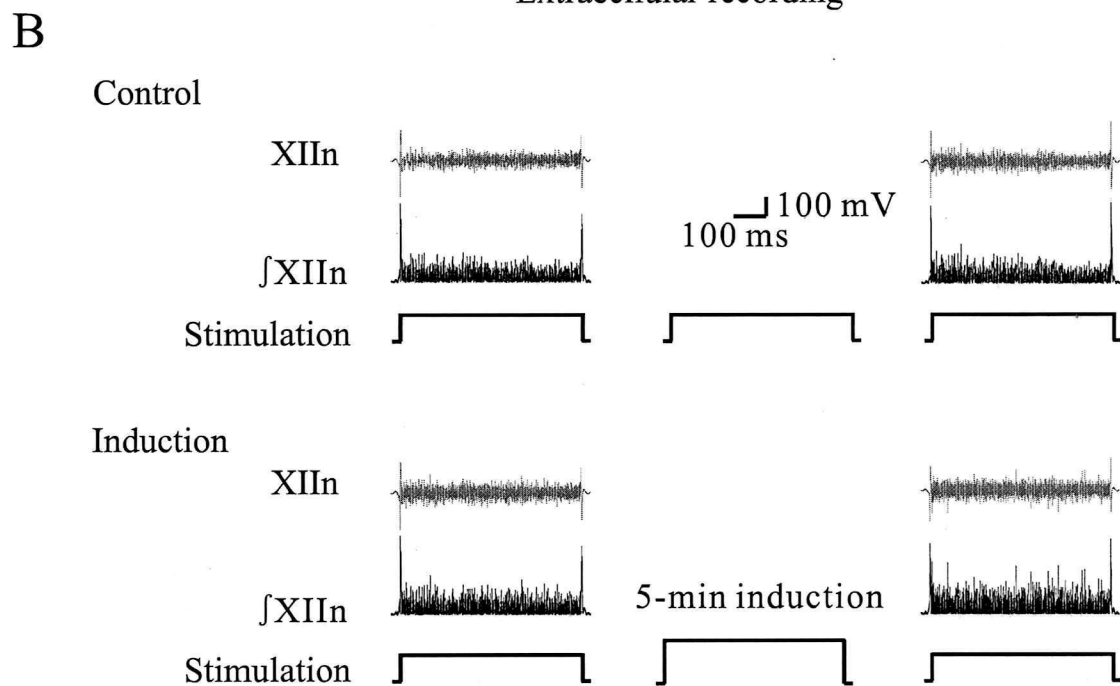 Extracellular recording
B
Control
XIIn
100 mV
100 ms
∫XIIn
Stimulation
Induction
XIIn
5-min induction
∫XIIn
Stimulation